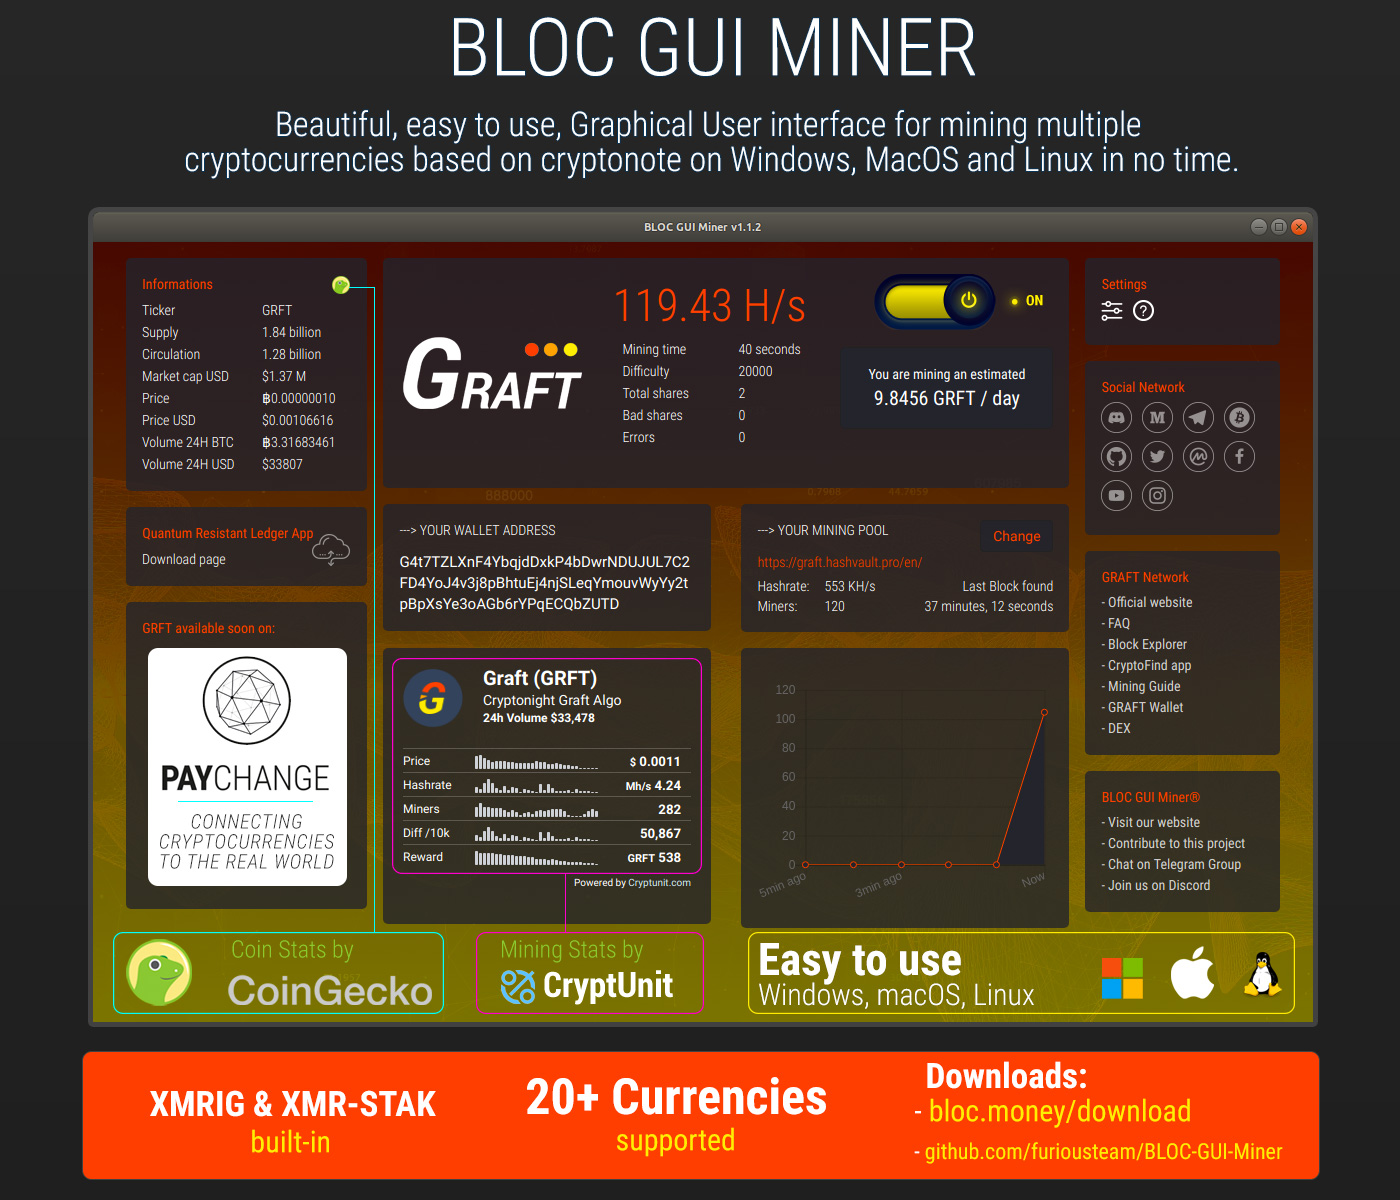 BLOC GUI MINER
Beautiful, easy to use, Graphical User interface for mining multiple
cryptocurrencies based on cryptonote on Windows, MacOS and Linux in no time.
BLOC GUI Miner v1.1.2
Informations
Ticker GRFT
Supply 1.84 billion
Circulation 1.28 billion
Market cap USD $1.37 M
Price ฿0.00000010
Price USD $0.00106616
Volume 24H BTC ฿3.31683461
Volume 24H USD $33807
Quantum Resistant Ledger App
Download page
GRFT available soon on:
PAYCHANGE
CONNECTING
CRYPTOCURRENCIES
TO THE REAL WORLD
GRAFT
119.43 H/s
Mining time 40 seconds
Difficulty 20000
Total shares 2
Bad shares 0
Errors 0
ON
You are mining an estimated
9.8456 GRFT / day
888000
0.7968
44.7659
---> YOUR WALLET ADDRESS
G4t7TZLXnF4YbqjdDxkP4bDwrNDUJUL7C2
FD4YoJ4v3j8pBhtuEj4njSLeqYmouvWyYy2t
pBpXsYe3oAGb6rYPqECQbZUTD
---> YOUR MINING POOL
Change
https://graft.hashvault.pro/en/
Hashrate: 553 KH/s Last Block found
Miners: 120 37 minutes, 12 seconds
G
Graft (GRFT)
Cryptonight Graft Algo
24h Volume $33,478
Price $ 0.0011
Hashrate Mh/s 4.24
Miners 282
Diff /10k 50,867
Reward GRFT 538
Powered by Cryptunit.com
120
100
80
60
40
20
0
5min ago 3min ago Now
Settings
?
Social Network
GRAFT Network
- Official website
- FAQ
- Block Explorer
- CryptoFind app
- Mining Guide
- GRAFT Wallet
- DEX
BLOC GUI Miner®
- Visit our website
- Contribute to this project
- Chat on Telegram Group
- Join us on Discord
Coin Stats by
CoinGecko
Mining Stats by
CryptUnit
Easy to use
Windows, macOS, Linux
XMRIG & XMR-STAK
built-in
20+ Currencies
supported
Downloads:
- bloc.money/download
- github.com/furiousteam/BLOC-GUI-Miner